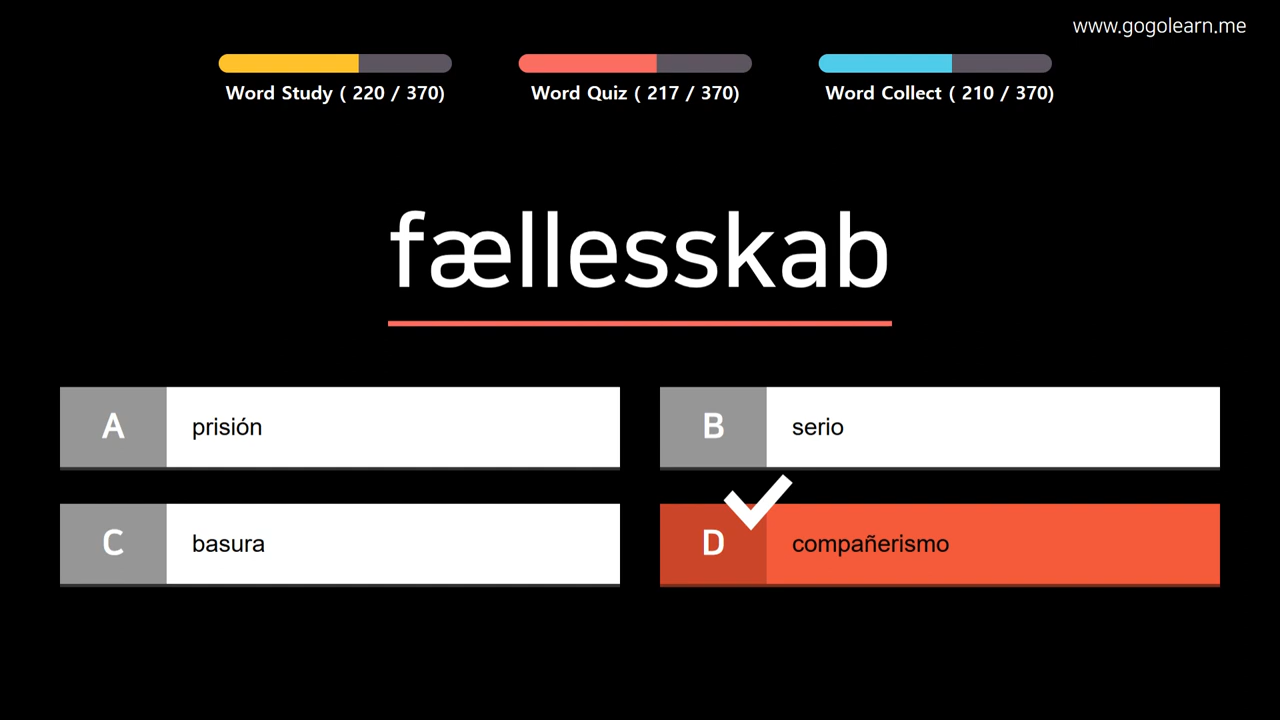 www.gogolearn.me
Word Study ( 220 / 370)
Word Quiz ( 217 / 370)
Word Collect ( 210 / 370)
fællesskab
A prisión
B serio
C basura
D compañerismo